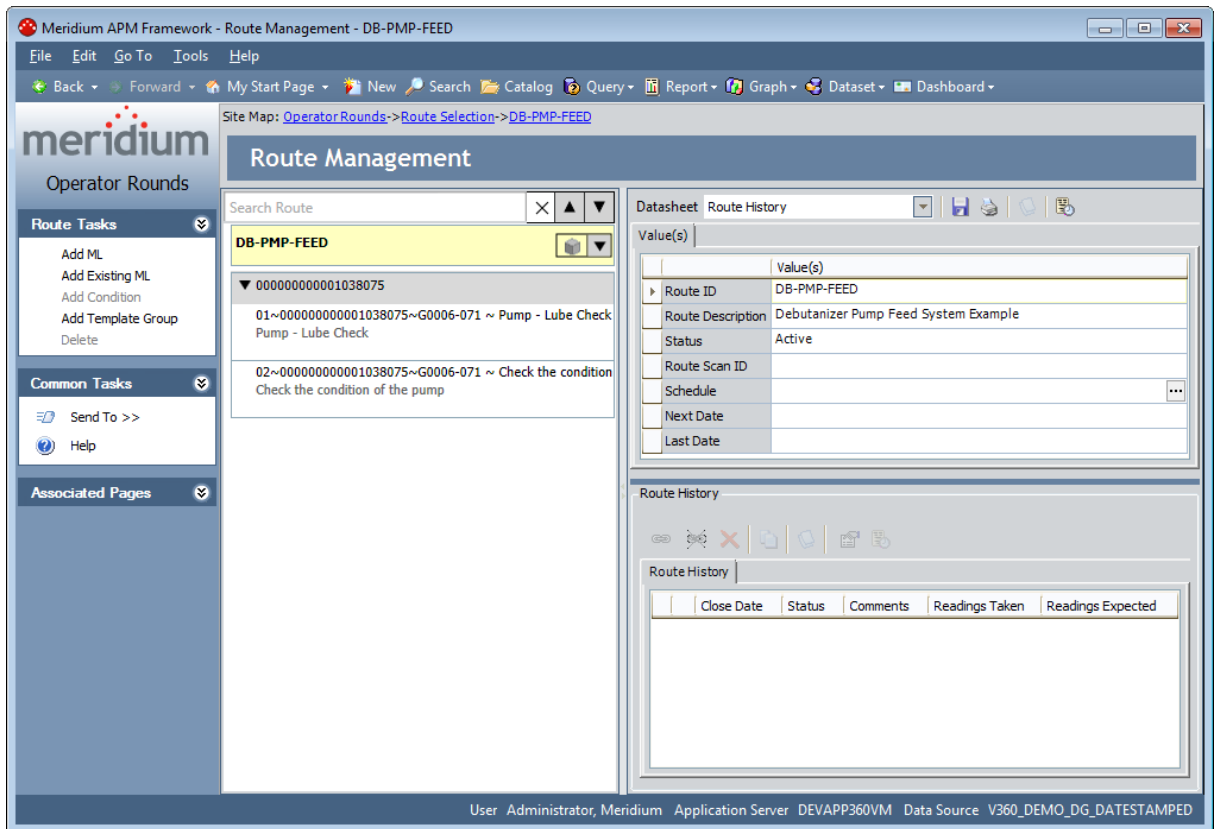 Meridium APM Framework - Route Management - DB-PMP-FEED
File Edit Go To Tools Help
Back Forward My Start Page New Search Catalog Query Report Graph Dataset Dashboard
meridium
Operator Rounds
Site Map: Operator Rounds->Route Selection->DB-PMP-FEED
Route Management
Route Tasks
Add ML
Add Existing ML
Add Condition
Add Template Group
Delete
Common Tasks
Send To >>
Help
Associated Pages
Search Route
DB-PMP-FEED
000000000001038075
01~000000000001038075~G0006-071 ~ Pump - Lube Check
Pump - Lube Check
02~000000000001038075~G0006-071 ~ Check the condition
Check the condition of the pump
Datasheet Route History
Value(s)
Value(s)
Route ID DB-PMP-FEED
Route Description Debutanizer Pump Feed System Example
Status Active
Route Scan ID
Schedule ...
Next Date
Last Date
Route History
Route History
Close Date Status Comments Readings Taken Readings Expected
User Administrator, Meridium Application Server DEVAPP360VM Data Source V360_DEMO_DG_DATESTAMPED